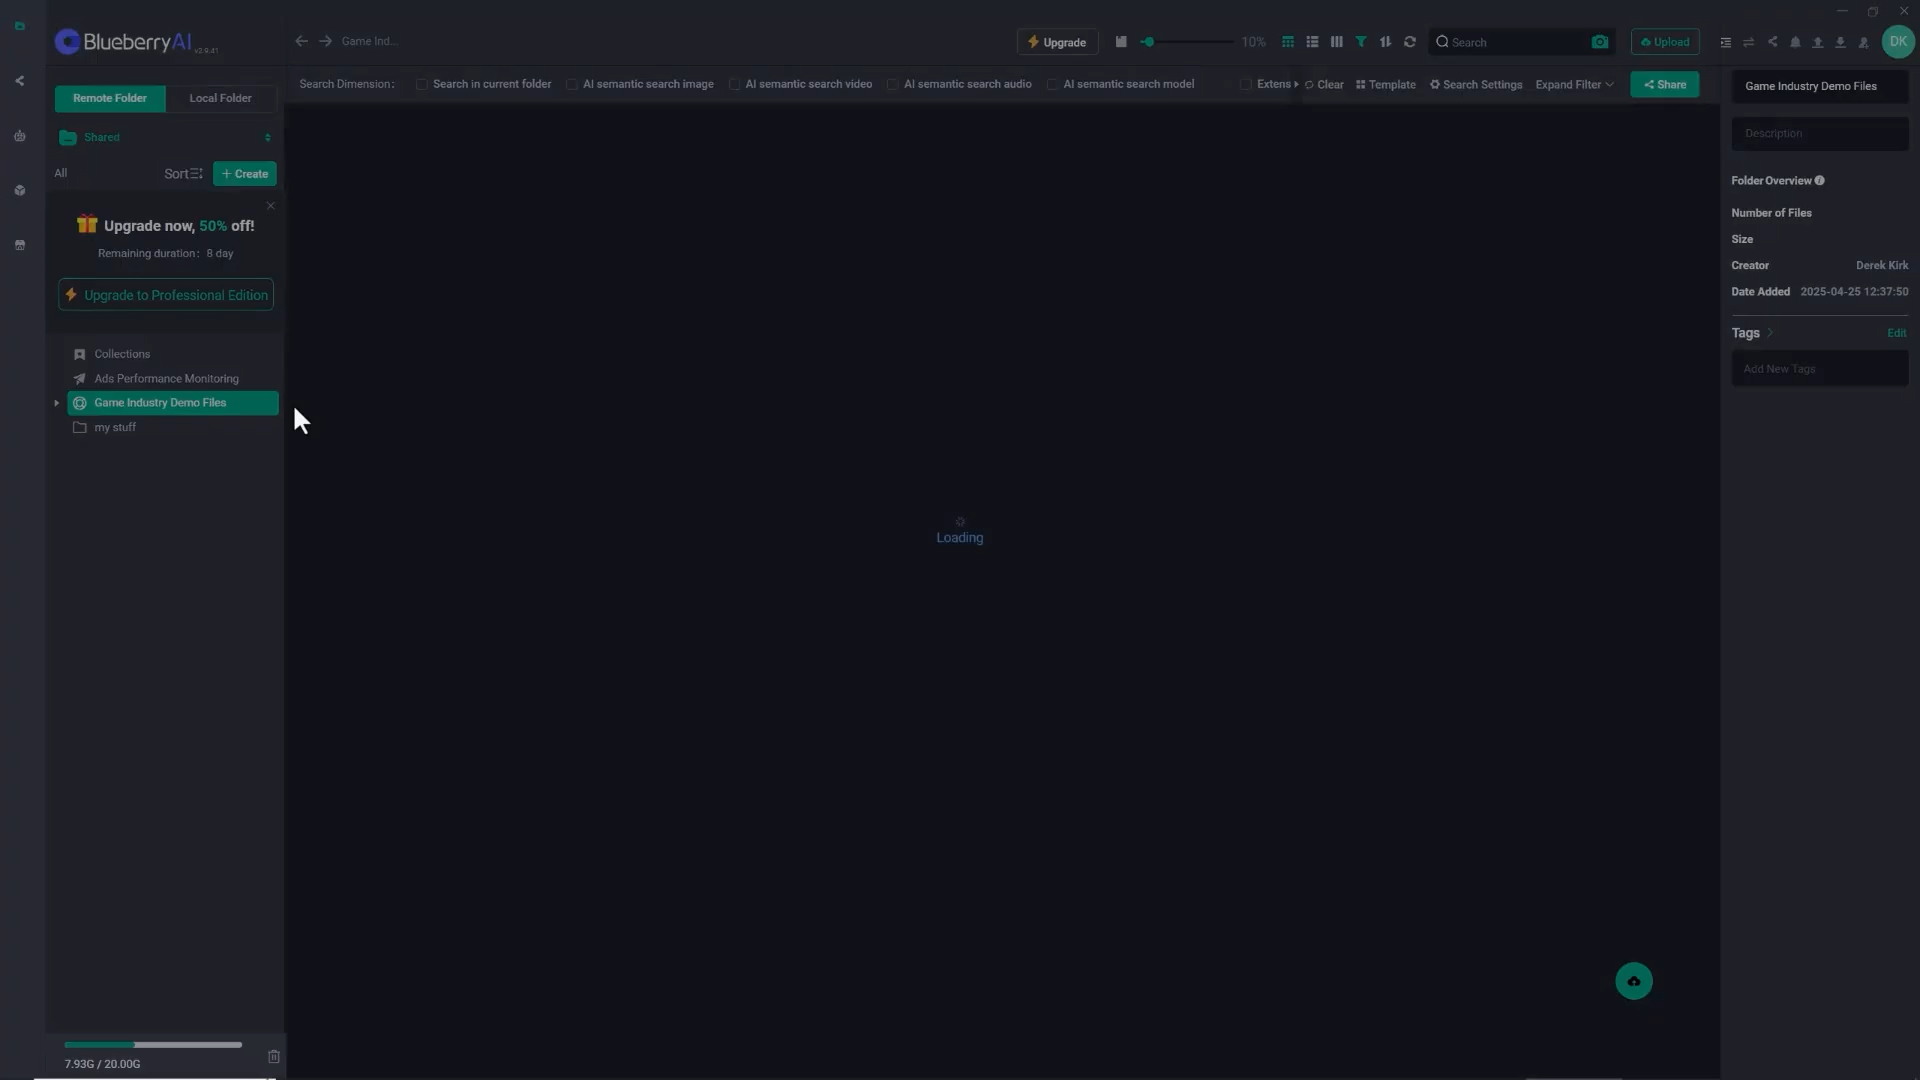 BlueberryAI v2.9.41
Game Ind...
Upgrade
10%
Search
Upload
DK
Remote Folder
Local Folder
Search Dimension:
Search in current folder
AI semantic search image
AI semantic search video
AI semantic search audio
AI semantic search model
Extens
Clear
Template
Search Settings
Expand Filter
Share
Game Industry Demo Files
Shared
Description
All
Sort
+ Create
Folder Overview
Upgrade now, 50% off!
Number of Files
Remaining duration: 8 day
Size
Creator
Derek Kirk
Upgrade to Professional Edition
Date Added
2025-04-25 12:37:50
Tags
Edit
Add New Tags
Collections
Ads Performance Monitoring
Game Industry Demo Files
my stuff
Loading
7.93G / 20.00G